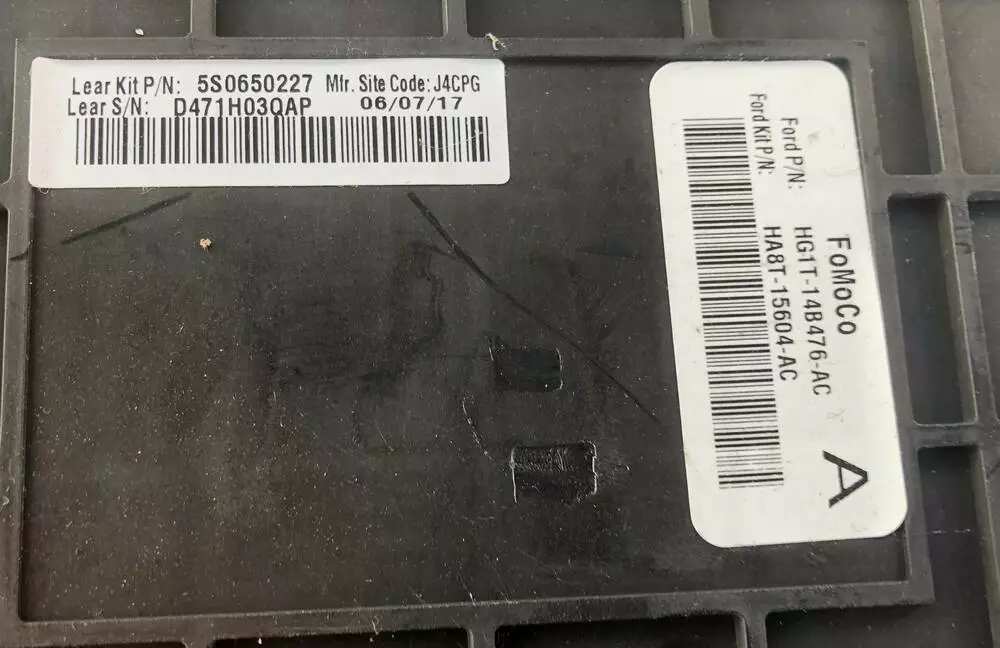 Lear Kit P/N: 5S0650227 Mfr. Site Code: J4CPG
Lear S/N: D471H03QAP 06/07/17
FoMoCo
Ford P/N: HG1T-14B476-AC
Ford Kit P/N: HA8T-15604-AC
A